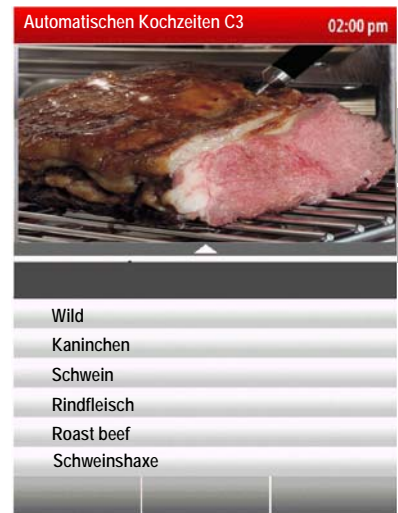 Automatischen Kochzeiten C3 02:00 pm
Wild
Kaninchen
Schwein
Rindfleisch
Roast beef
Schweinshaxe